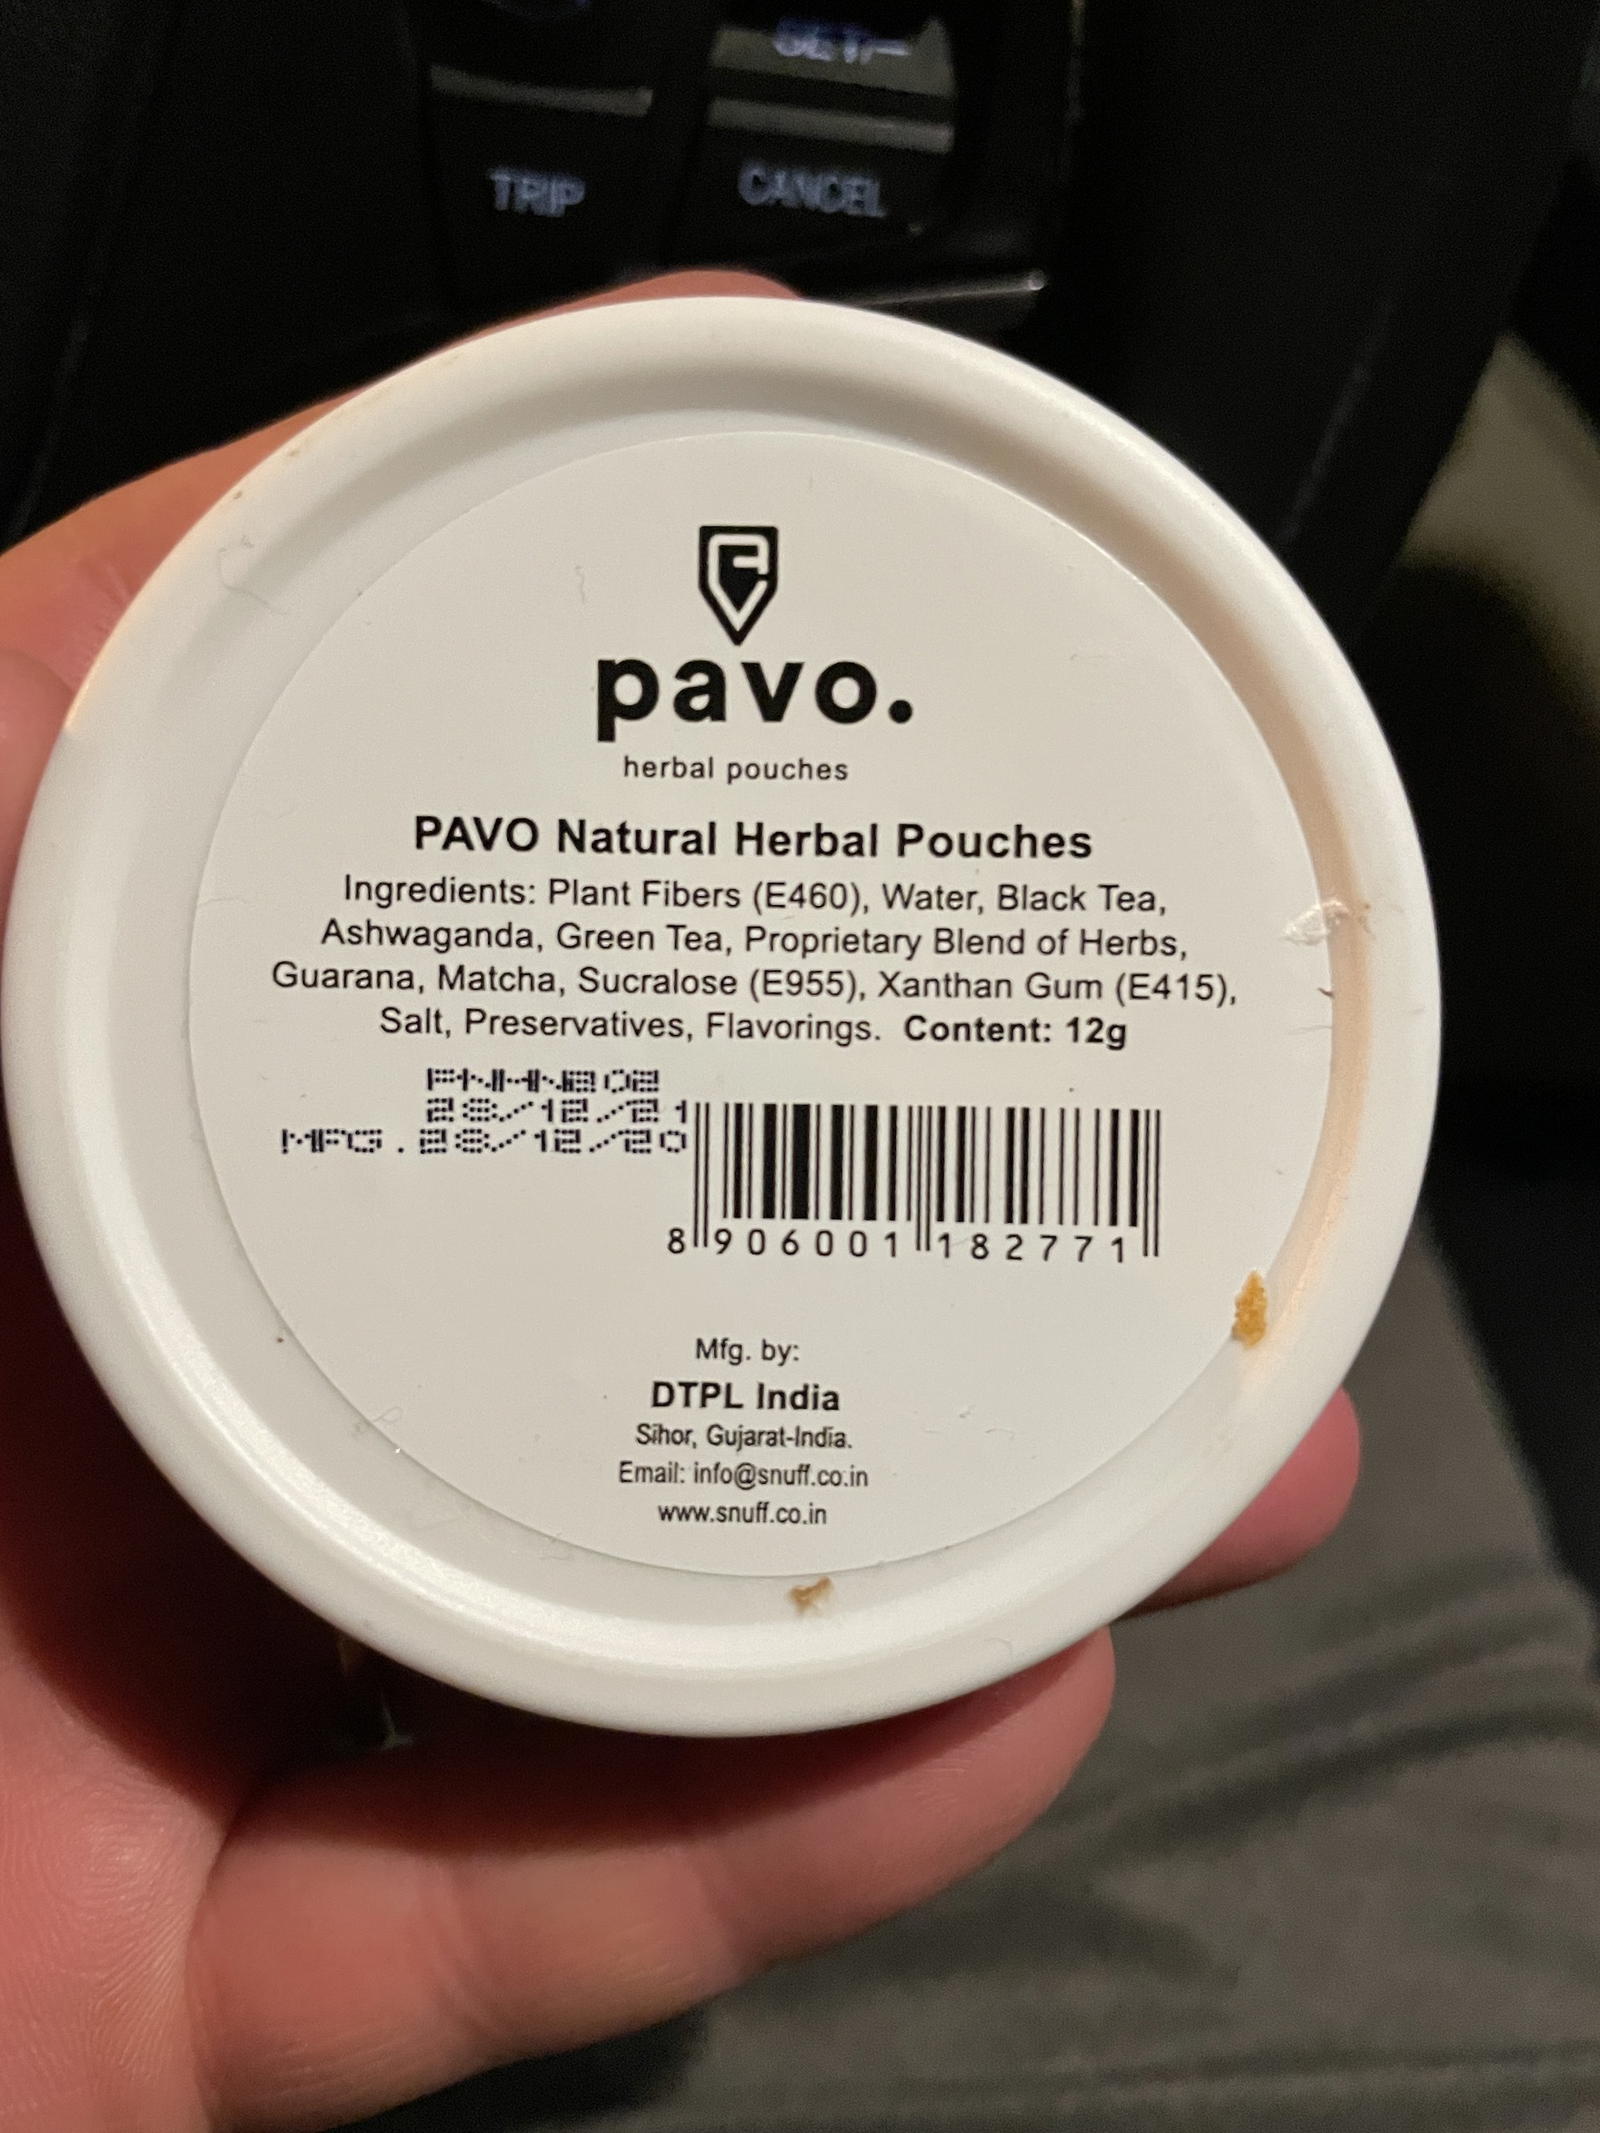 SET/–
TRIP
CANCEL
pavo.
herbal pouches
PAVO Natural Herbal Pouches
Ingredients: Plant Fibers (E460), Water, Black Tea,
Ashwaganda, Green Tea, Proprietary Blend of Herbs,
Guarana, Matcha, Sucralose (E955), Xanthan Gum (E415),
Salt, Preservatives, Flavorings. Content: 12g
28/12/21
MFG.28/12/20
8 906001 182771
Mfg. by:
DTPL India
Sihor, Gujarat-India.
Email: info@snuff.co.in
www.snuff.co.in